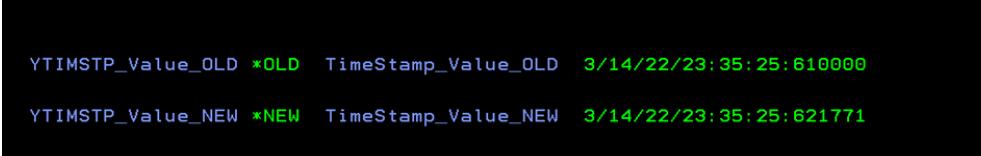 YTIMSTP_Value_OLD *OLD TimeStamp_Value_OLD 3/14/22/23:35:25:610000
YTIMSTP_Value_NEW *NEW TimeStamp_Value_NEW 3/14/22/23:35:25:621771